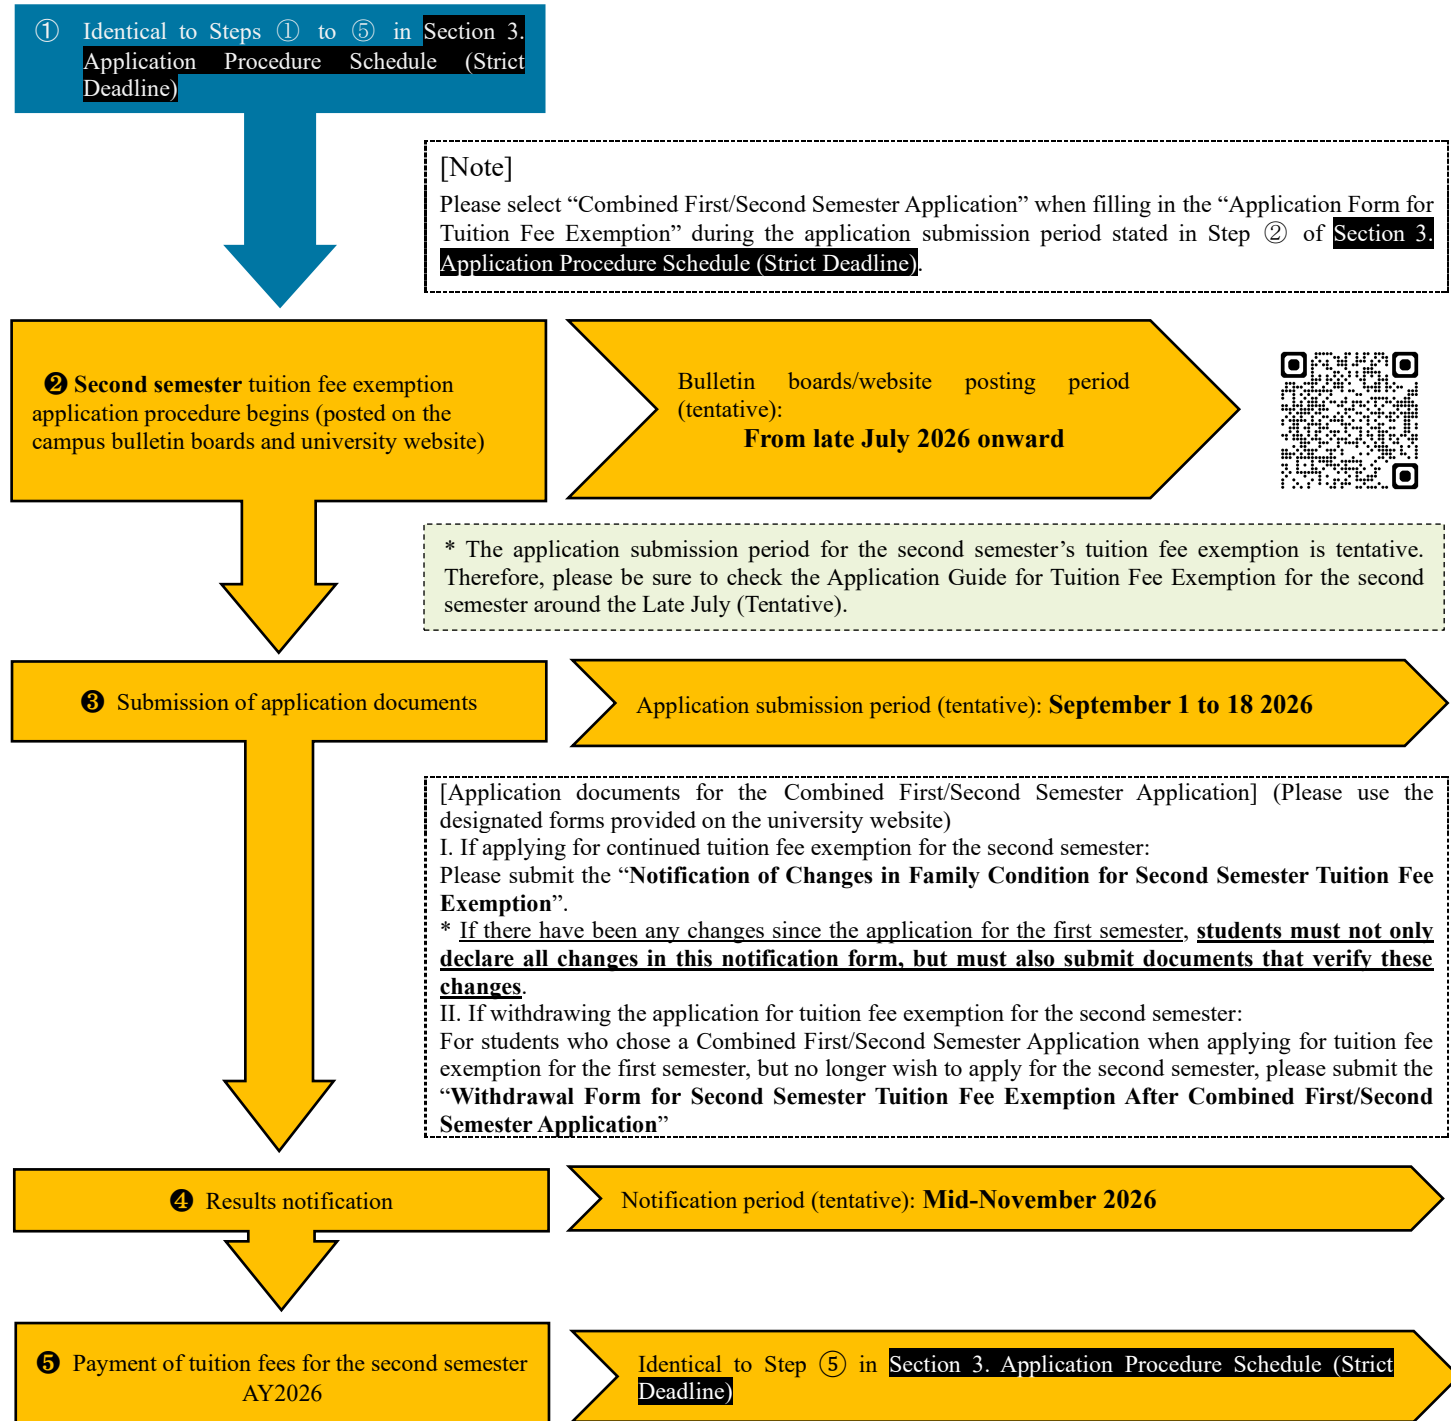 ① Identical to Steps ① to ⑤ in Section 3.
Application Procedure Schedule (Strict
Deadline)
[Note]
Please select “Combined First/Second Semester Application” when filling in the “Application Form for
Tuition Fee Exemption” during the application submission period stated in Step ② of Section 3.
Application Procedure Schedule (Strict Deadline).
❷ Second semester tuition fee exemption
application procedure begins (posted on the
campus bulletin boards and university website)
Bulletin boards/website posting period
(tentative):
From late July 2026 onward
* The application submission period for the second semester’s tuition fee exemption is tentative.
Therefore, please be sure to check the Application Guide for Tuition Fee Exemption for the second
semester around the Late July (Tentative).
❸ Submission of application documents
Application submission period (tentative): September 1 to 18 2026
[Application documents for the Combined First/Second Semester Application] (Please use the
designated forms provided on the university website)
I. If applying for continued tuition fee exemption for the second semester:
Please submit the “Notification of Changes in Family Condition for Second Semester Tuition Fee
Exemption”.
* If there have been any changes since the application for the first semester, students must not only
declare all changes in this notification form, but must also submit documents that verify these
changes.
II. If withdrawing the application for tuition fee exemption for the second semester:
For students who chose a Combined First/Second Semester Application when applying for tuition fee
exemption for the first semester, but no longer wish to apply for the second semester, please submit the
“Withdrawal Form for Second Semester Tuition Fee Exemption After Combined First/Second
Semester Application”
❹ Results notification
Notification period (tentative): Mid-November 2026
❺ Payment of tuition fees for the second semester
AY2026
Identical to Step ⑤ in Section 3. Application Procedure Schedule (Strict
Deadline)